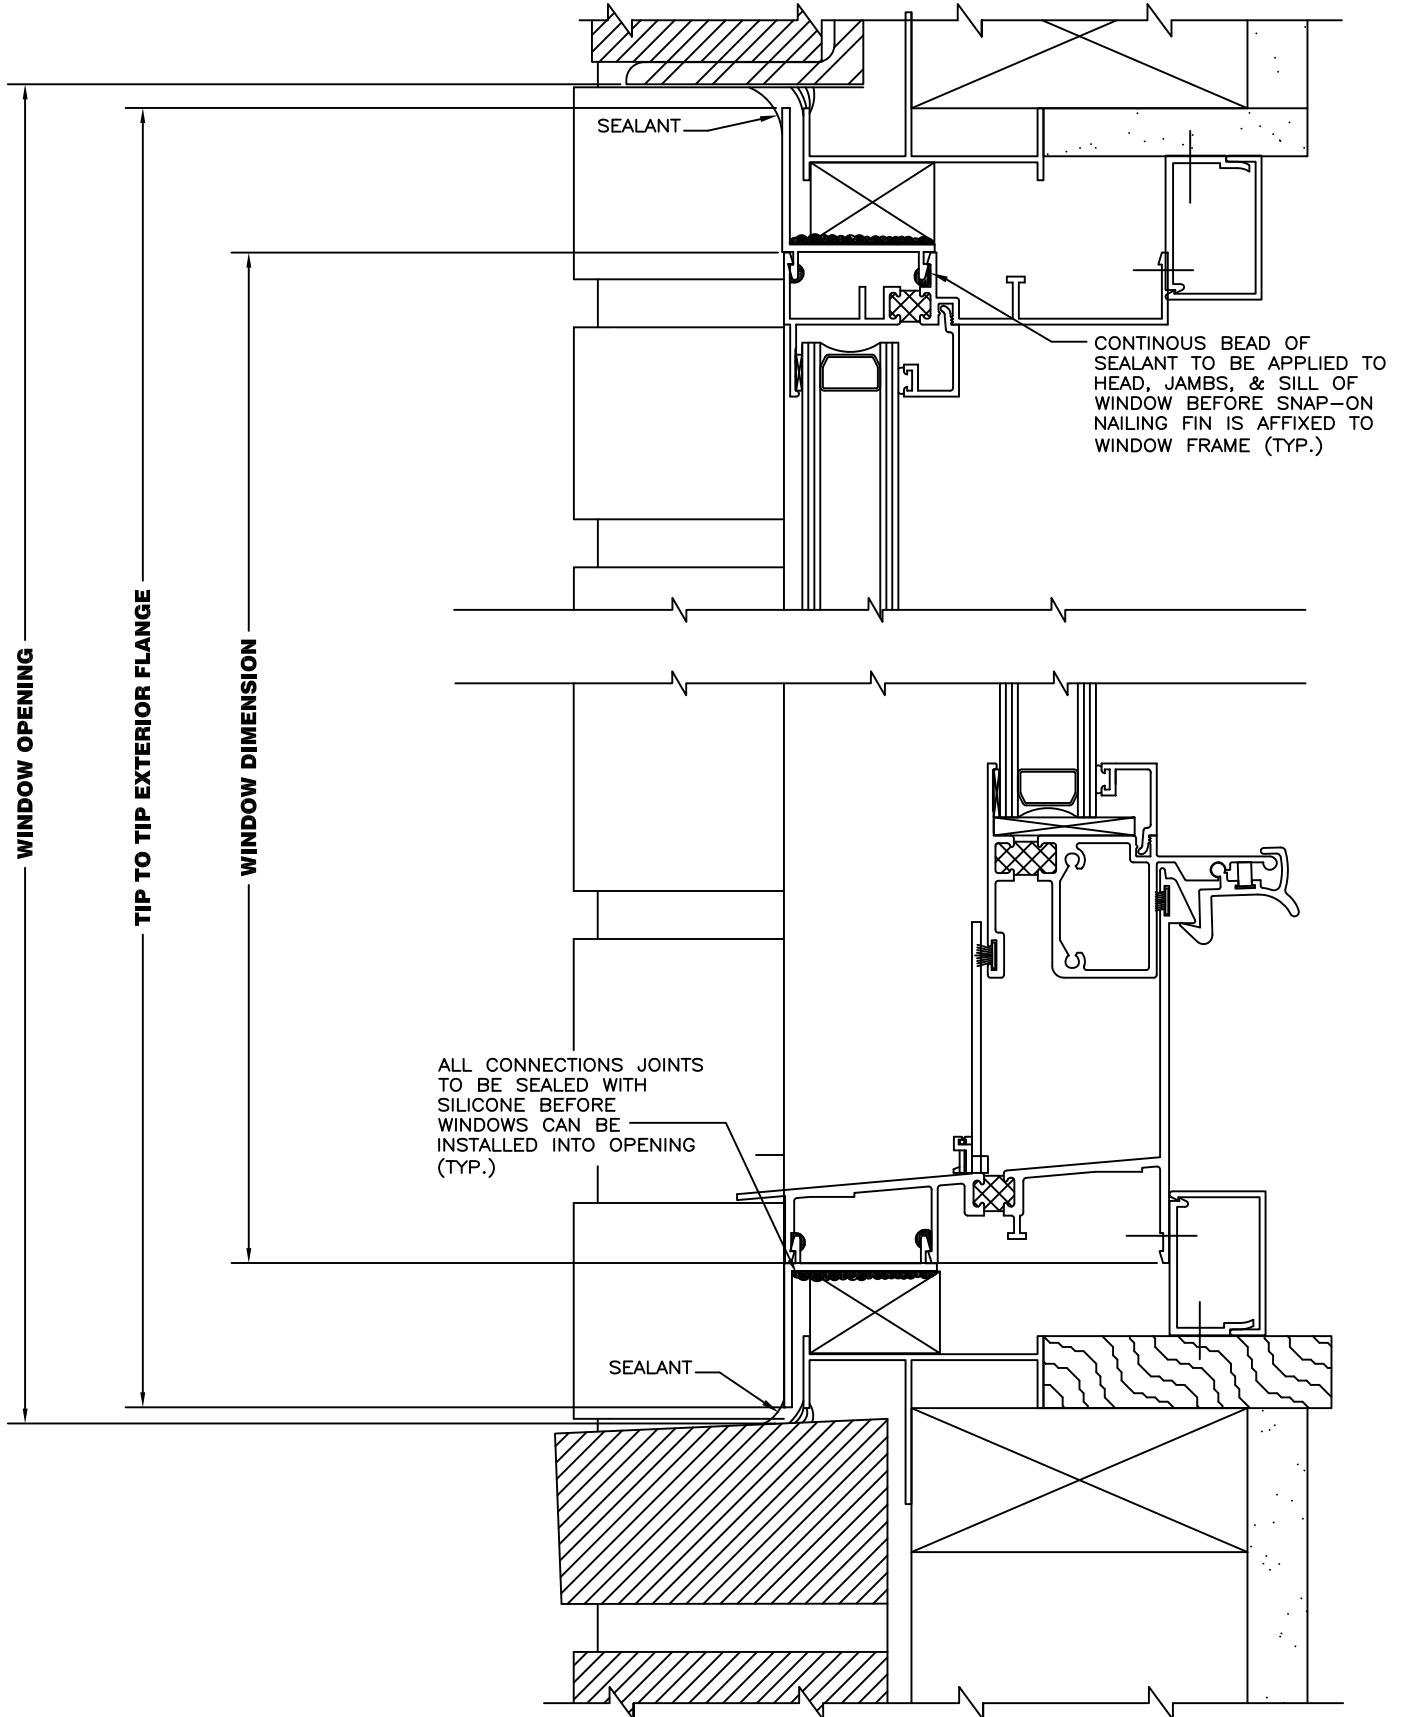 SEALANT
CONTINOUS BEAD OF
SEALANT TO BE APPLIED TO
HEAD, JAMBS, & SILL OF
WINDOW BEFORE SNAP-ON
NAILING FIN IS AFFIXED TO
WINDOW FRAME (TYP.)
WINDOW OPENING
TIP TO TIP EXTERIOR FLANGE
WINDOW DIMENSION
ALL CONNECTIONS JOINTS
TO BE SEALED WITH
SILICONE BEFORE
WINDOWS CAN BE
INSTALLED INTO OPENING
(TYP.)
SEALANT